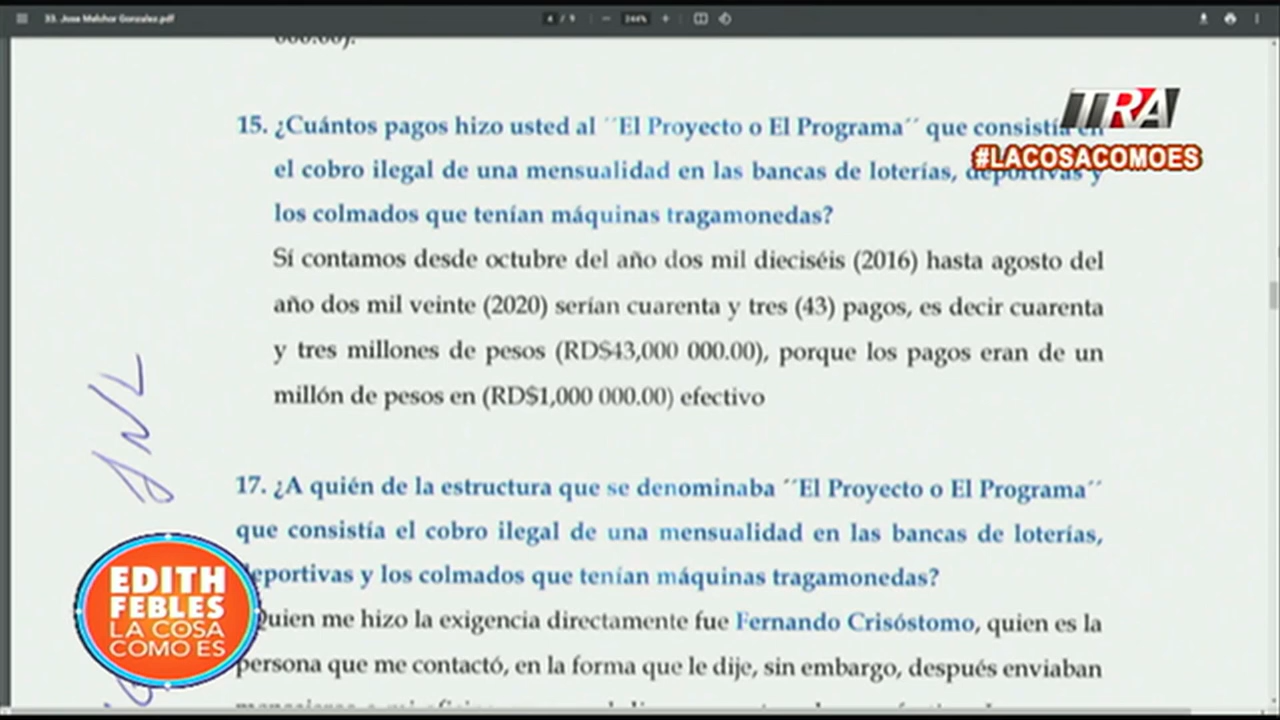 33. Jose Melchor Gonzalez.pdf
4 / 9
244%
000.00).
TRA
#LACOSACOMOES
15. ¿Cuántos pagos hizo usted al ´´El Proyecto o El Programa´´ que consistía en
el cobro ilegal de una mensualidad en las bancas de loterías, deportivas y
los colmados que tenían máquinas tragamonedas?
Sí contamos desde octubre del año dos mil dieciséis (2016) hasta agosto del
año dos mil veinte (2020) serían cuarenta y tres (43) pagos, es decir cuarenta
y tres millones de pesos (RD$43,000 000.00), porque los pagos eran de un
millón de pesos en (RD$1,000 000.00) efectivo
17. ¿A quién de la estructura que se denominaba ´´El Proyecto o El Programa´´
que consistía el cobro ilegal de una mensualidad en las bancas de loterías,
deportivas y los colmados que tenían máquinas tragamonedas?
Quien me hizo la exigencia directamente fue Fernando Crisóstomo, quien es la
persona que me contactó, en la forma que le dije, sin embargo, después enviaban
EDITH
FEBLES
LA COSA
COMO ES